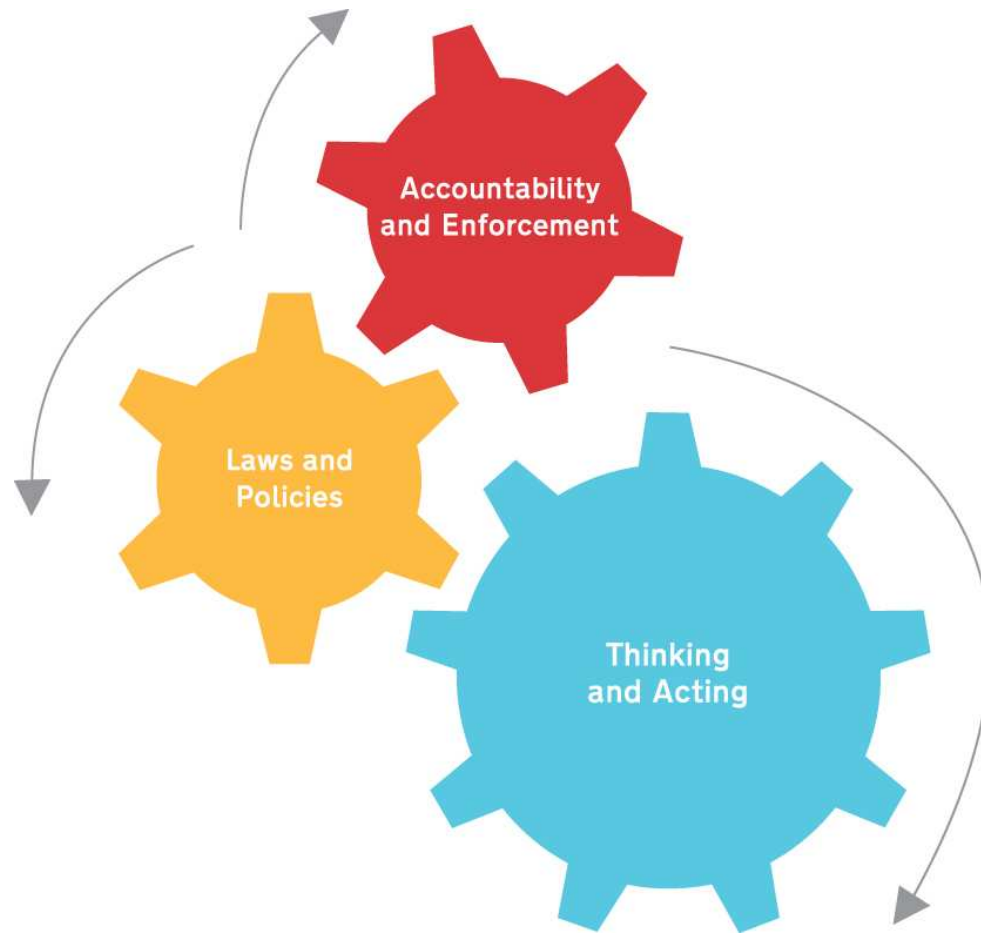 Accountability
and Enforcement
Laws and
Policies
Thinking
and Acting